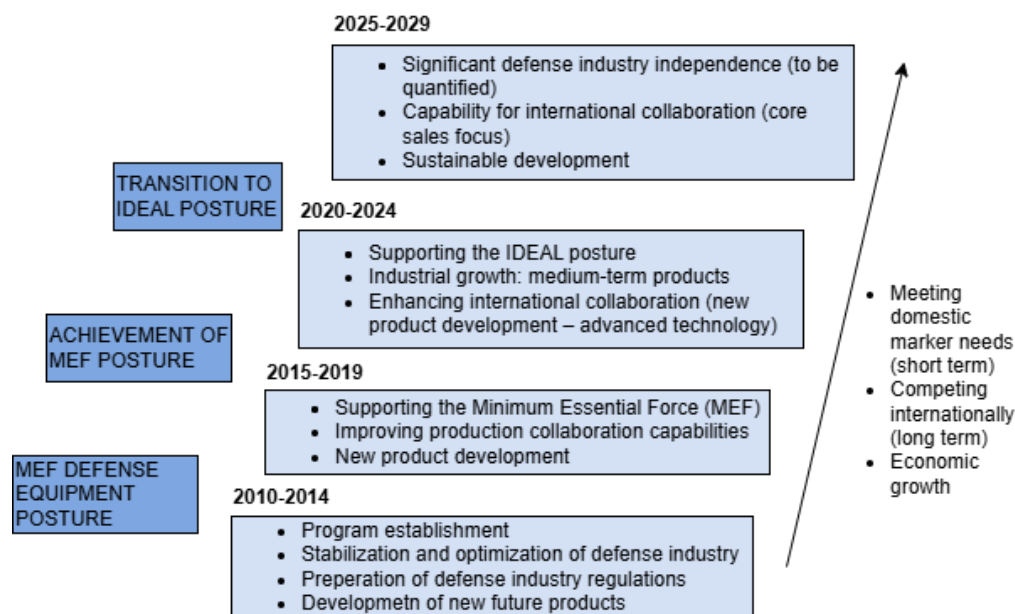 2025-2029
Significant defense industry independence (to be
quantified)
Capability for international collaboration (core
sales focus)
Sustainable development
TRANSITION TO
IDEAL POSTURE
2020-2024
Supporting the IDEAL posture
Industrial growth: medium-term products
Enhancing international collaboration (new
product development – advanced technology)
ACHIEVEMENT OF
MEF POSTURE
2015-2019
Supporting the Minimum Essential Force (MEF)
Improving production collaboration capabilities
New product development
MEF DEFENSE
EQUIPMENT
POSTURE
2010-2014
Program establishment
Stabilization and optimization of defense industry
Preperation of defense industry regulations
Developmetn of new future products
Meeting
domestic
marker needs
(short term)
Competing
internationally
(long term)
Economic
growth